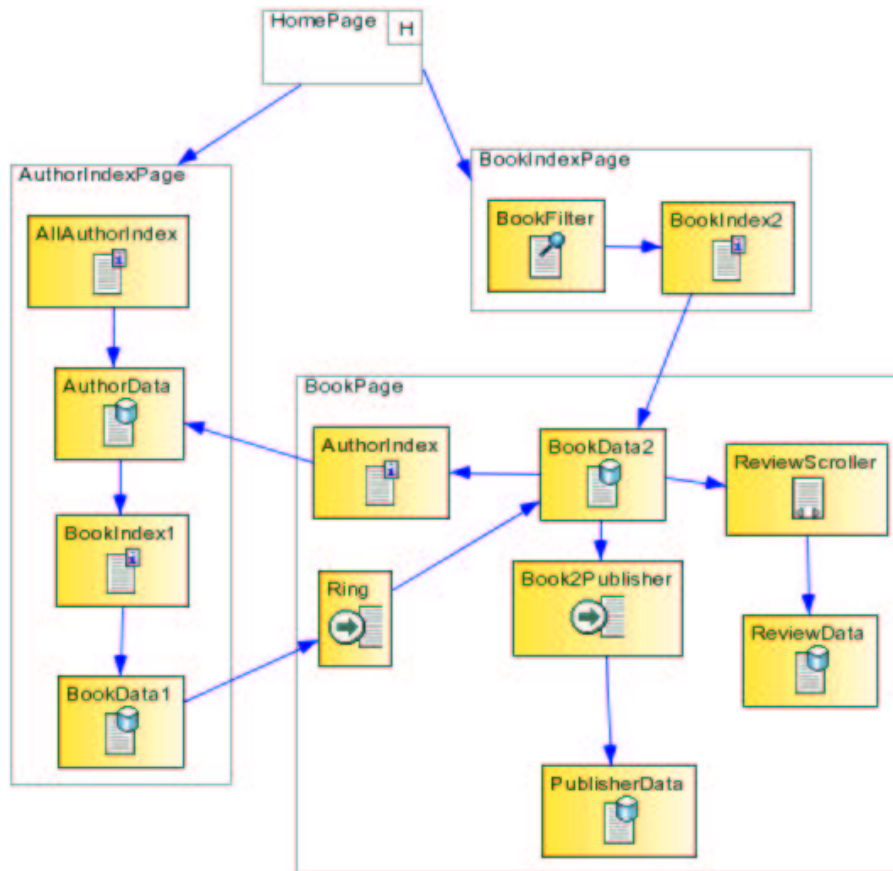 HomePage
H
AuthorIndexPage
AllAuthorIndex
AuthorData
BookIndex1
BookData1
BookIndexPage
BookFilter
BookIndex2
BookPage
AuthorIndex
BookData2
ReviewScroller
Ring
Book2Publisher
ReviewData
PublisherData